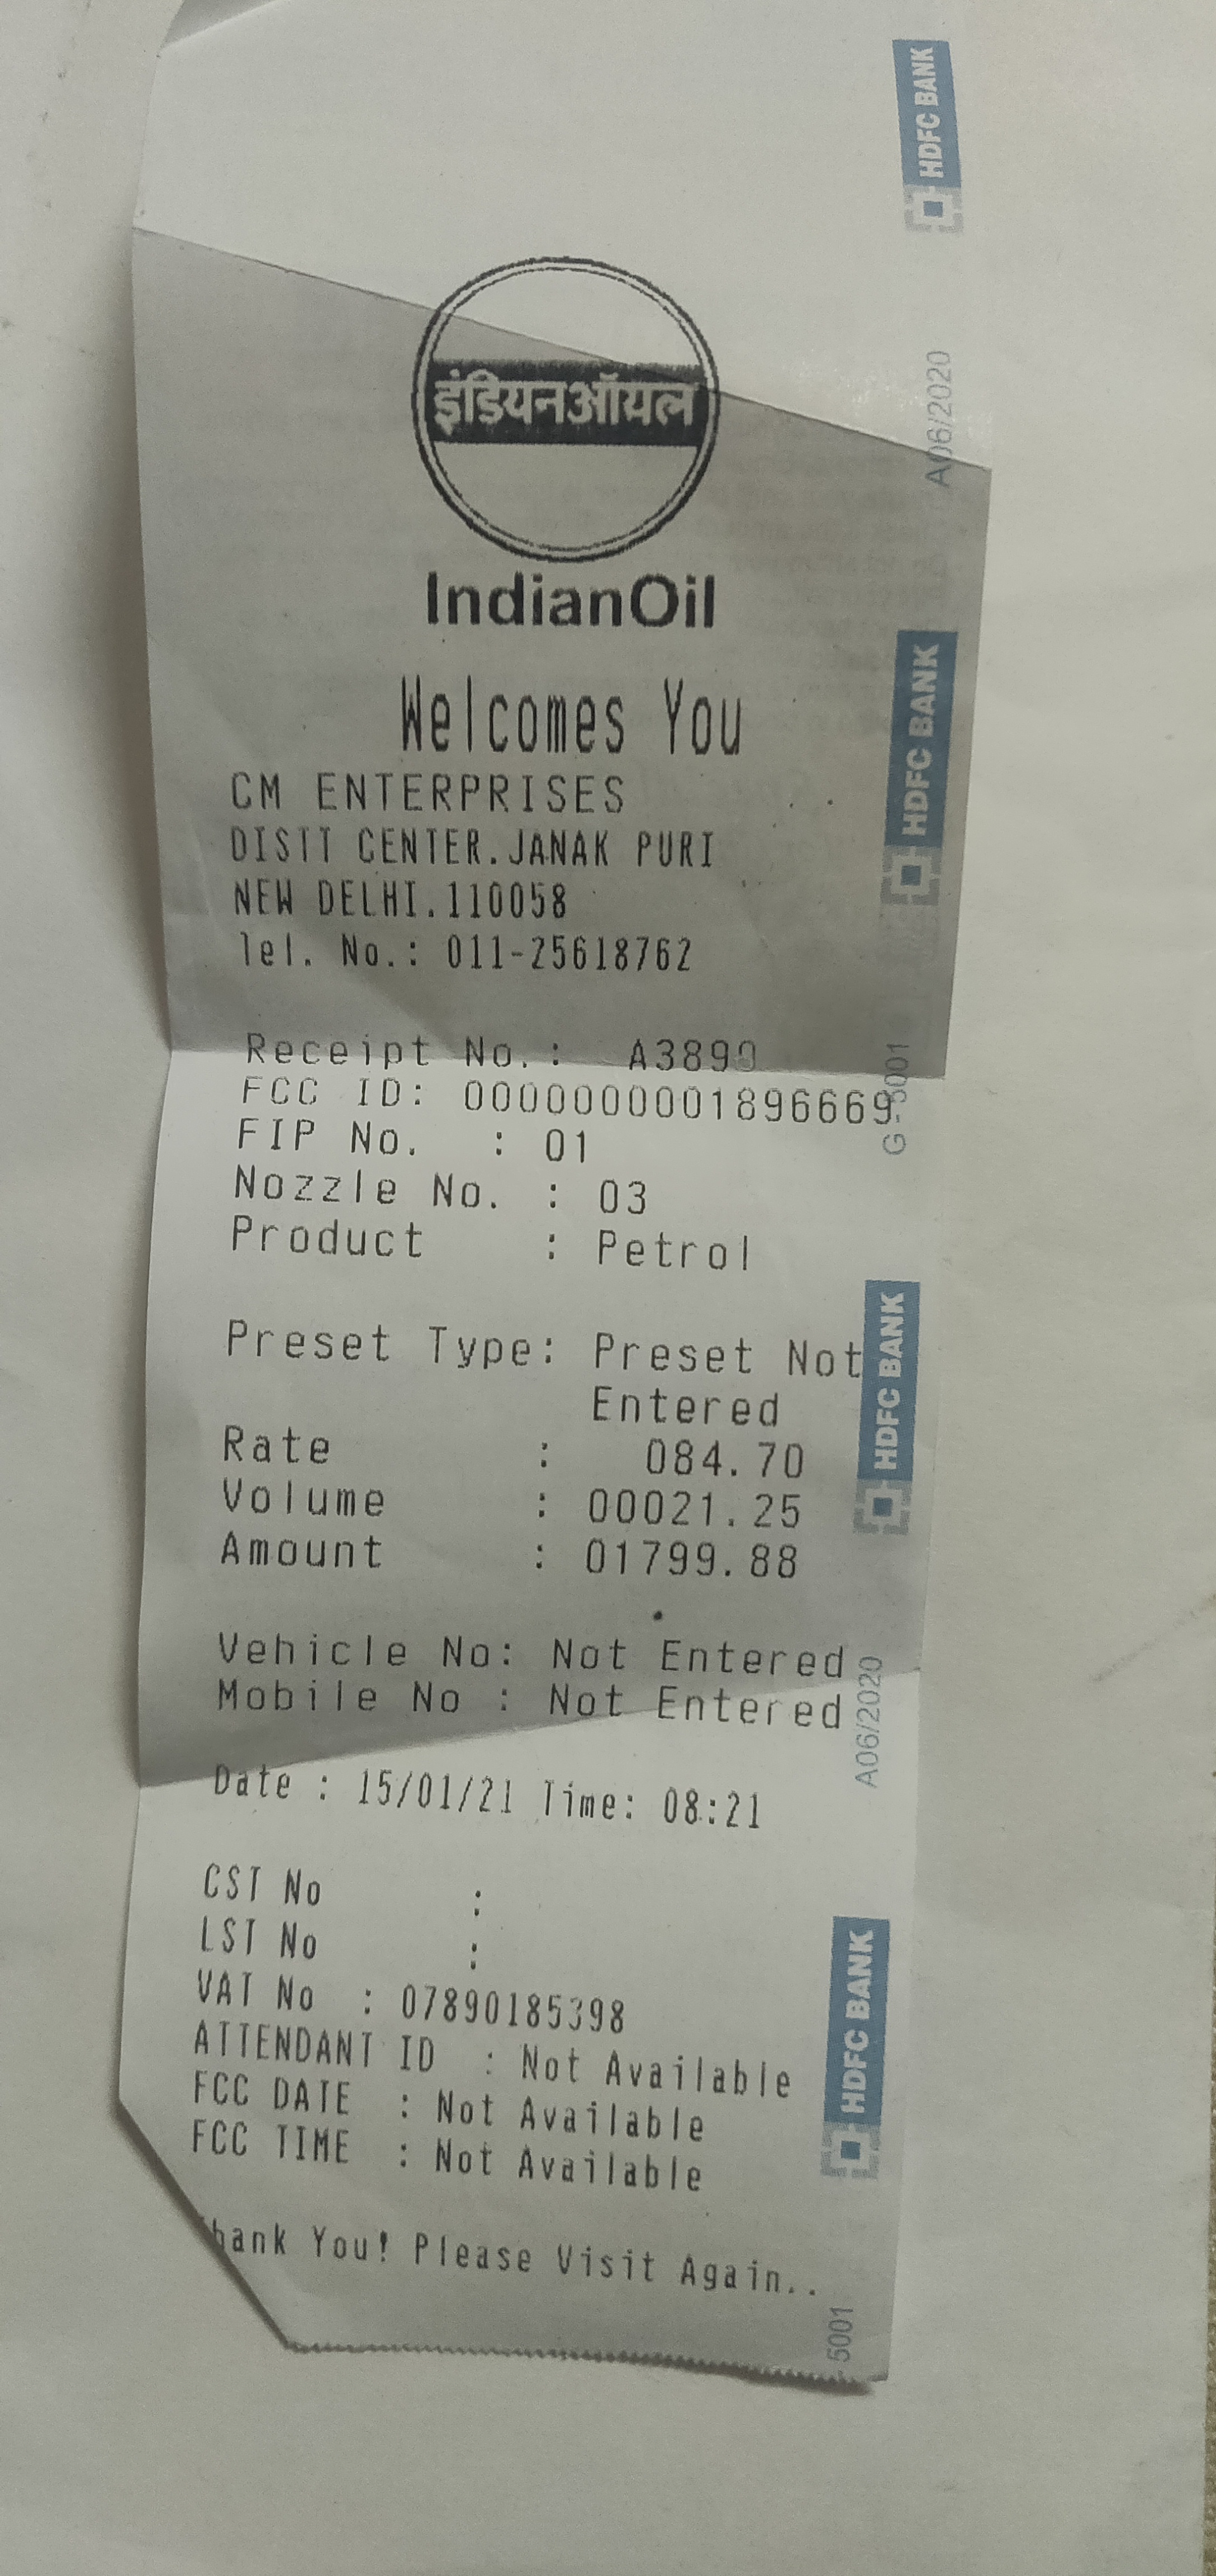 इंडियनऑयल
IndianOil
Welcomes You
CM ENTERPRISES
DISTT CENTER.JANAK PURI
NEW DELHI.110058
Tel. No.: 011-25618762
Receipt No.: A3890
FCC ID: 0000000001896669
FIP No. : 01
Nozzle No. : 03
Product : Petrol
Preset Type: Preset Not
Entered
Rate : 084.70
Volume : 00021.25
Amount : 01799.88
Vehicle No: Not Entered
Mobile No : Not Entered
Date : 15/01/21 Time: 08:21
CST No :
LST No :
VAT No : 07890185398
ATTENDANT ID : Not Available
FCC DATE : Not Available
FCC TIME : Not Available
hank You! Please Visit Again..
HDFC BANK
A06/2020
HDFC BANK
G - 5001
HDFC BANK
A06/2020
HDFC BANK
- 5001